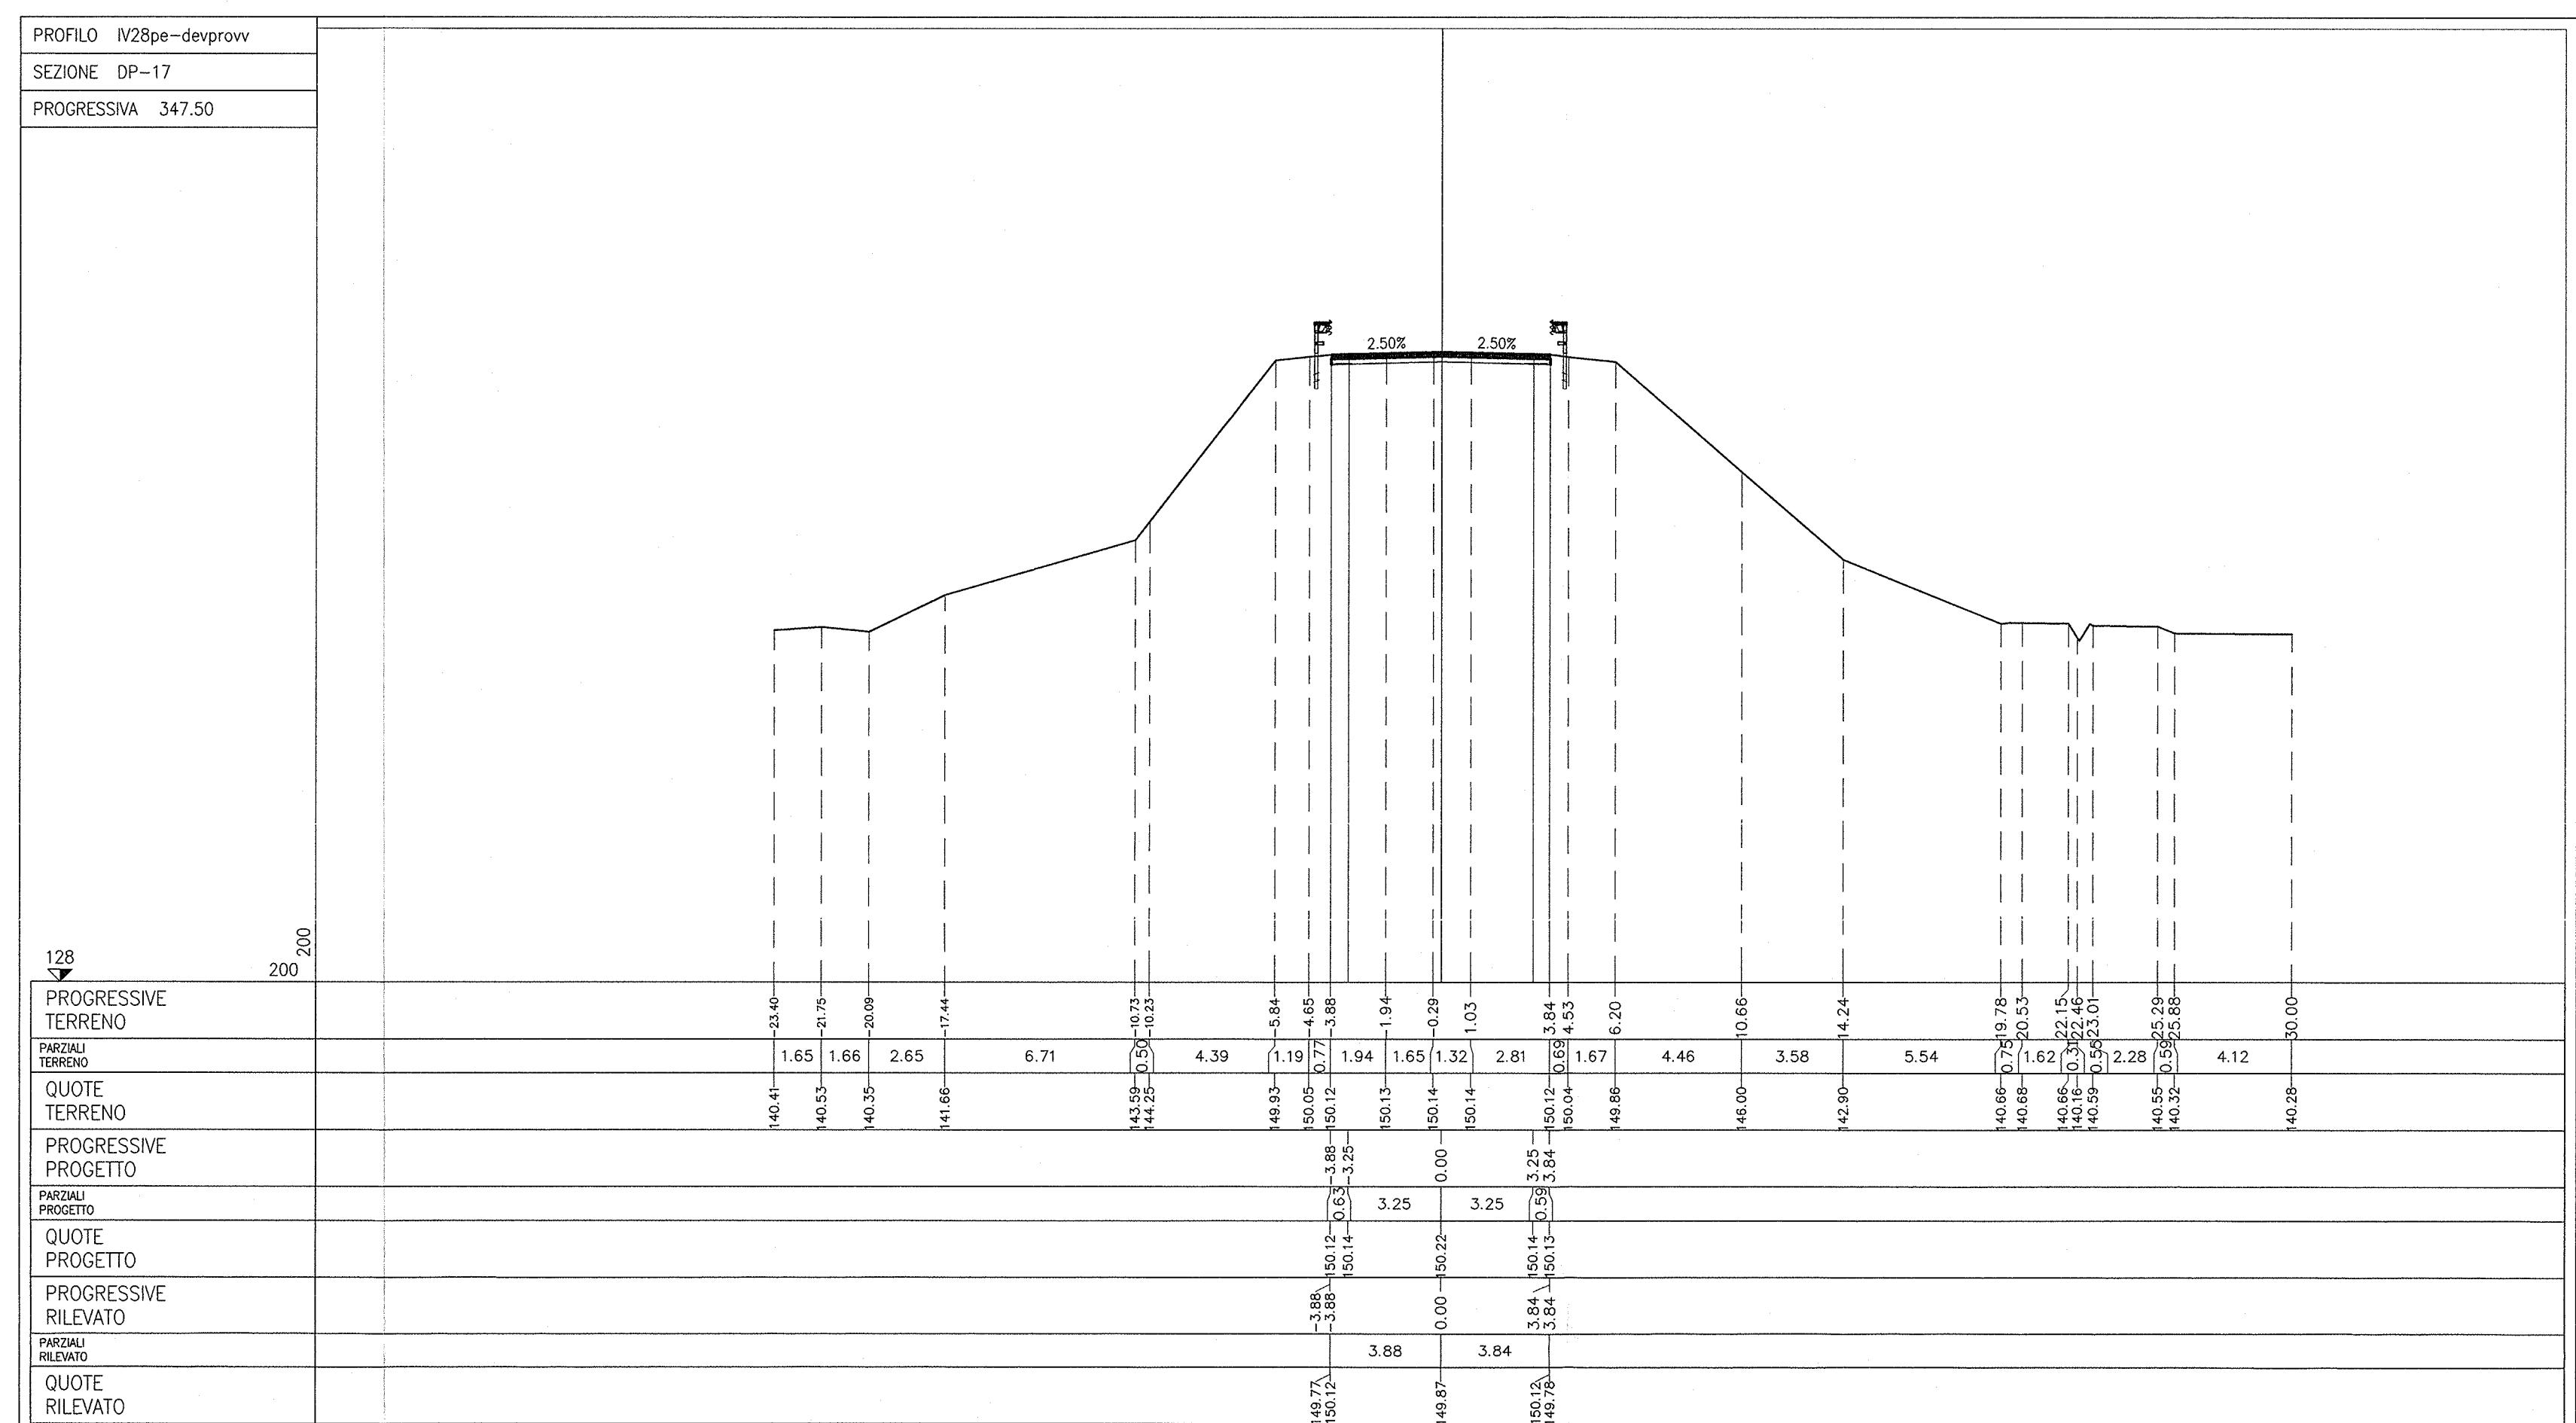 PROFILO IV28pe-devprovv
SEZIONE DP-17
PROGRESSIVA 347.50
2.50% 2.50%
128
200
200
PROGRESSIVE
TERRENO
-23.40 -21.75 -20.09 -17.44 -10.73 -10.23 -5.84 -4.65 -3.88 -1.94 -0.29 1.03 3.84 4.53 6.20 10.66 14.24 19.78 20.53 22.15 22.46 23.01 25.29 25.88 30.00
PARZIALI
TERRENO
1.65 1.66 2.65 6.71 0.50 4.39 1.19 0.77 1.94 1.65 1.32 2.81 0.69 1.67 4.46 3.58 5.54 0.75 1.62 0.31 0.55 2.28 0.59 4.12
QUOTE
TERRENO
140.41 140.53 140.35 141.66 143.59 144.25 149.93 150.05 150.12 150.13 150.14 150.14 150.12 150.04 149.86 146.00 142.90 140.66 140.68 140.66 140.16 140.59 140.55 140.32 140.28
PROGRESSIVE
PROGETTO
-3.88 -3.25 0.00 3.25 3.84
PARZIALI
PROGETTO
0.63 3.25 3.25 0.59
QUOTE
PROGETTO
150.12 150.14 150.22 150.14 150.13
PROGRESSIVE
RILEVATO
-3.88 -3.88 0.00 3.84 3.84
PARZIALI
RILEVATO
3.88 3.84
QUOTE
RILEVATO
149.77 150.12 149.87 150.12 149.78